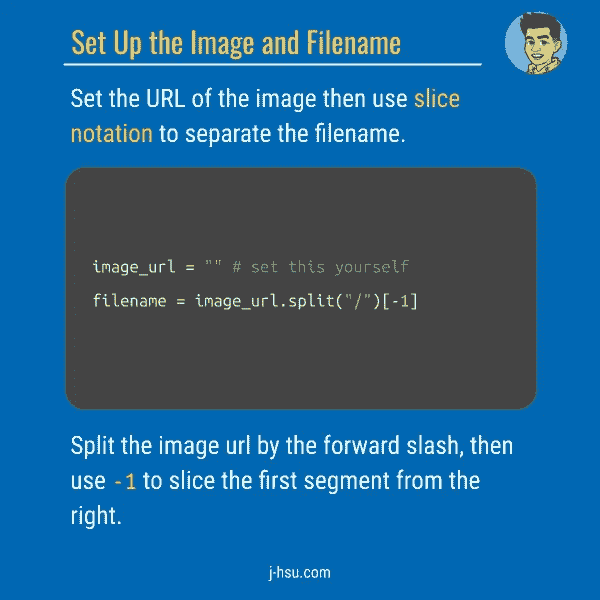 Set Up the Image and Filename
Set the URL of the image then use slice
notation to separate the filename.
image_url = "" # set this yourself
filename = image_url.split("/")[-1]
Split the image url by the forward slash, then
use -1 to slice the first segment from the
right.
j-hsu.com